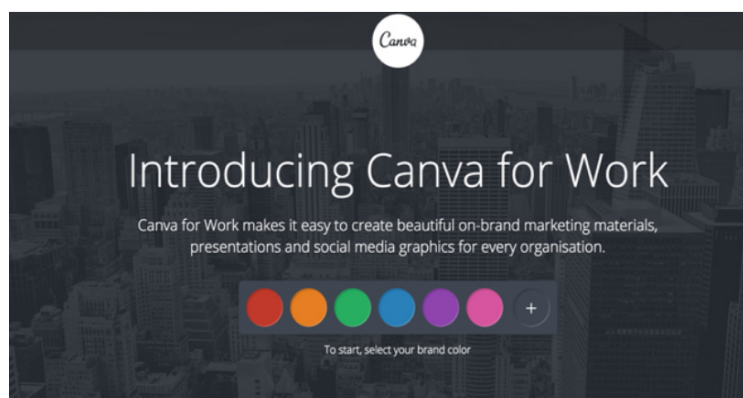 Canva
Introducing Canva for Work
Canva for Work makes it easy to create beautiful on-brand marketing materials,
presentations and social media graphics for every organisation.
+
To start, select your brand color